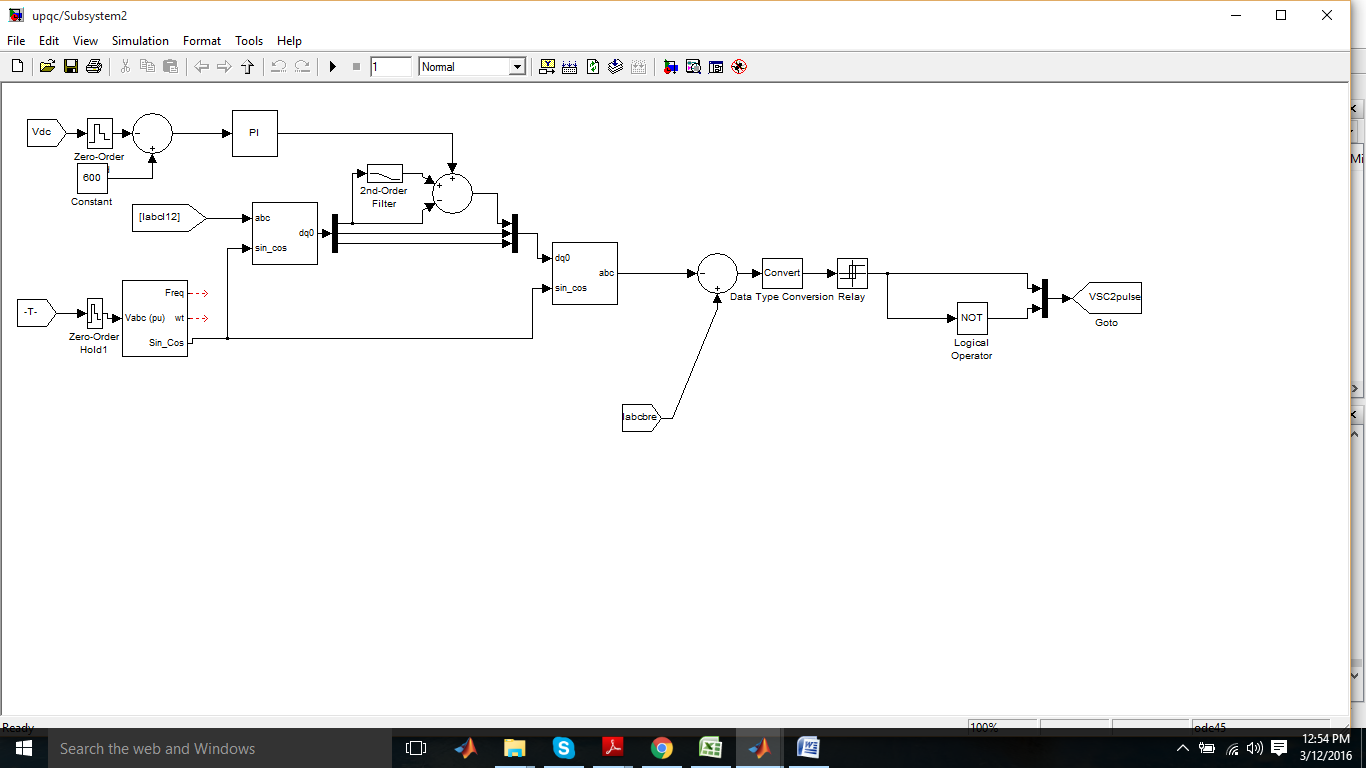 upqc/Subsystem2
File Edit View Simulation Format Tools Help
1 Normal
Vdc
Zero-Order
-
+
PI
600
Constant
2nd-Order
Filter
+
+
-
[Iabcl12]
abc
sin_cos
dq0
dq0
sin_cos
abc
-
+
Convert
Data Type Conversion
Relay
NOT
Logical
Operator
VSC2pulse
Goto
-T-
Zero-Order
Hold1
Freq
Vabc (pu)
wt
Sin_Cos
Iabcbre
Mi
Ready
100%
ode45
Search the web and Windows
12:54 PM
3/12/2016